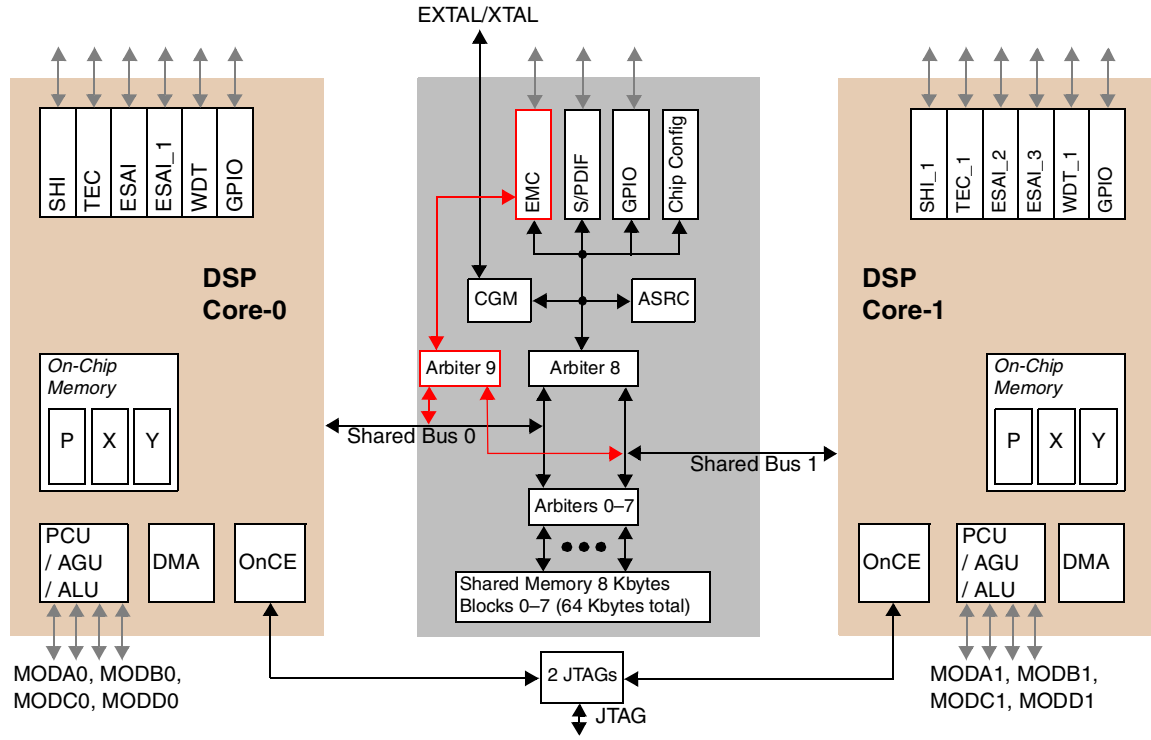 EXTAL/XTAL
SHI
TEC
ESAI
ESAI_1
WDT
GPIO
EMC
S/PDIF
GPIO
Chip Config
SHI_1
TEC_1
ESAI_2
ESAI_3
WDT_1
GPIO
DSP
Core-0
CGM
ASRC
DSP
Core-1
On-Chip
Memory
P
X
Y
Arbiter 9
Arbiter 8
On-Chip
Memory
P
X
Y
Shared Bus 0
Shared Bus 1
Arbiters 0–7
PCU
/ AGU
/ ALU
DMA
OnCE
Shared Memory 8 Kbytes
Blocks 0–7 (64 Kbytes total)
OnCE
PCU
/ AGU
/ ALU
DMA
MODA0, MODB0,
MODC0, MODD0
2 JTAGs
JTAG
MODA1, MODB1,
MODC1, MODD1